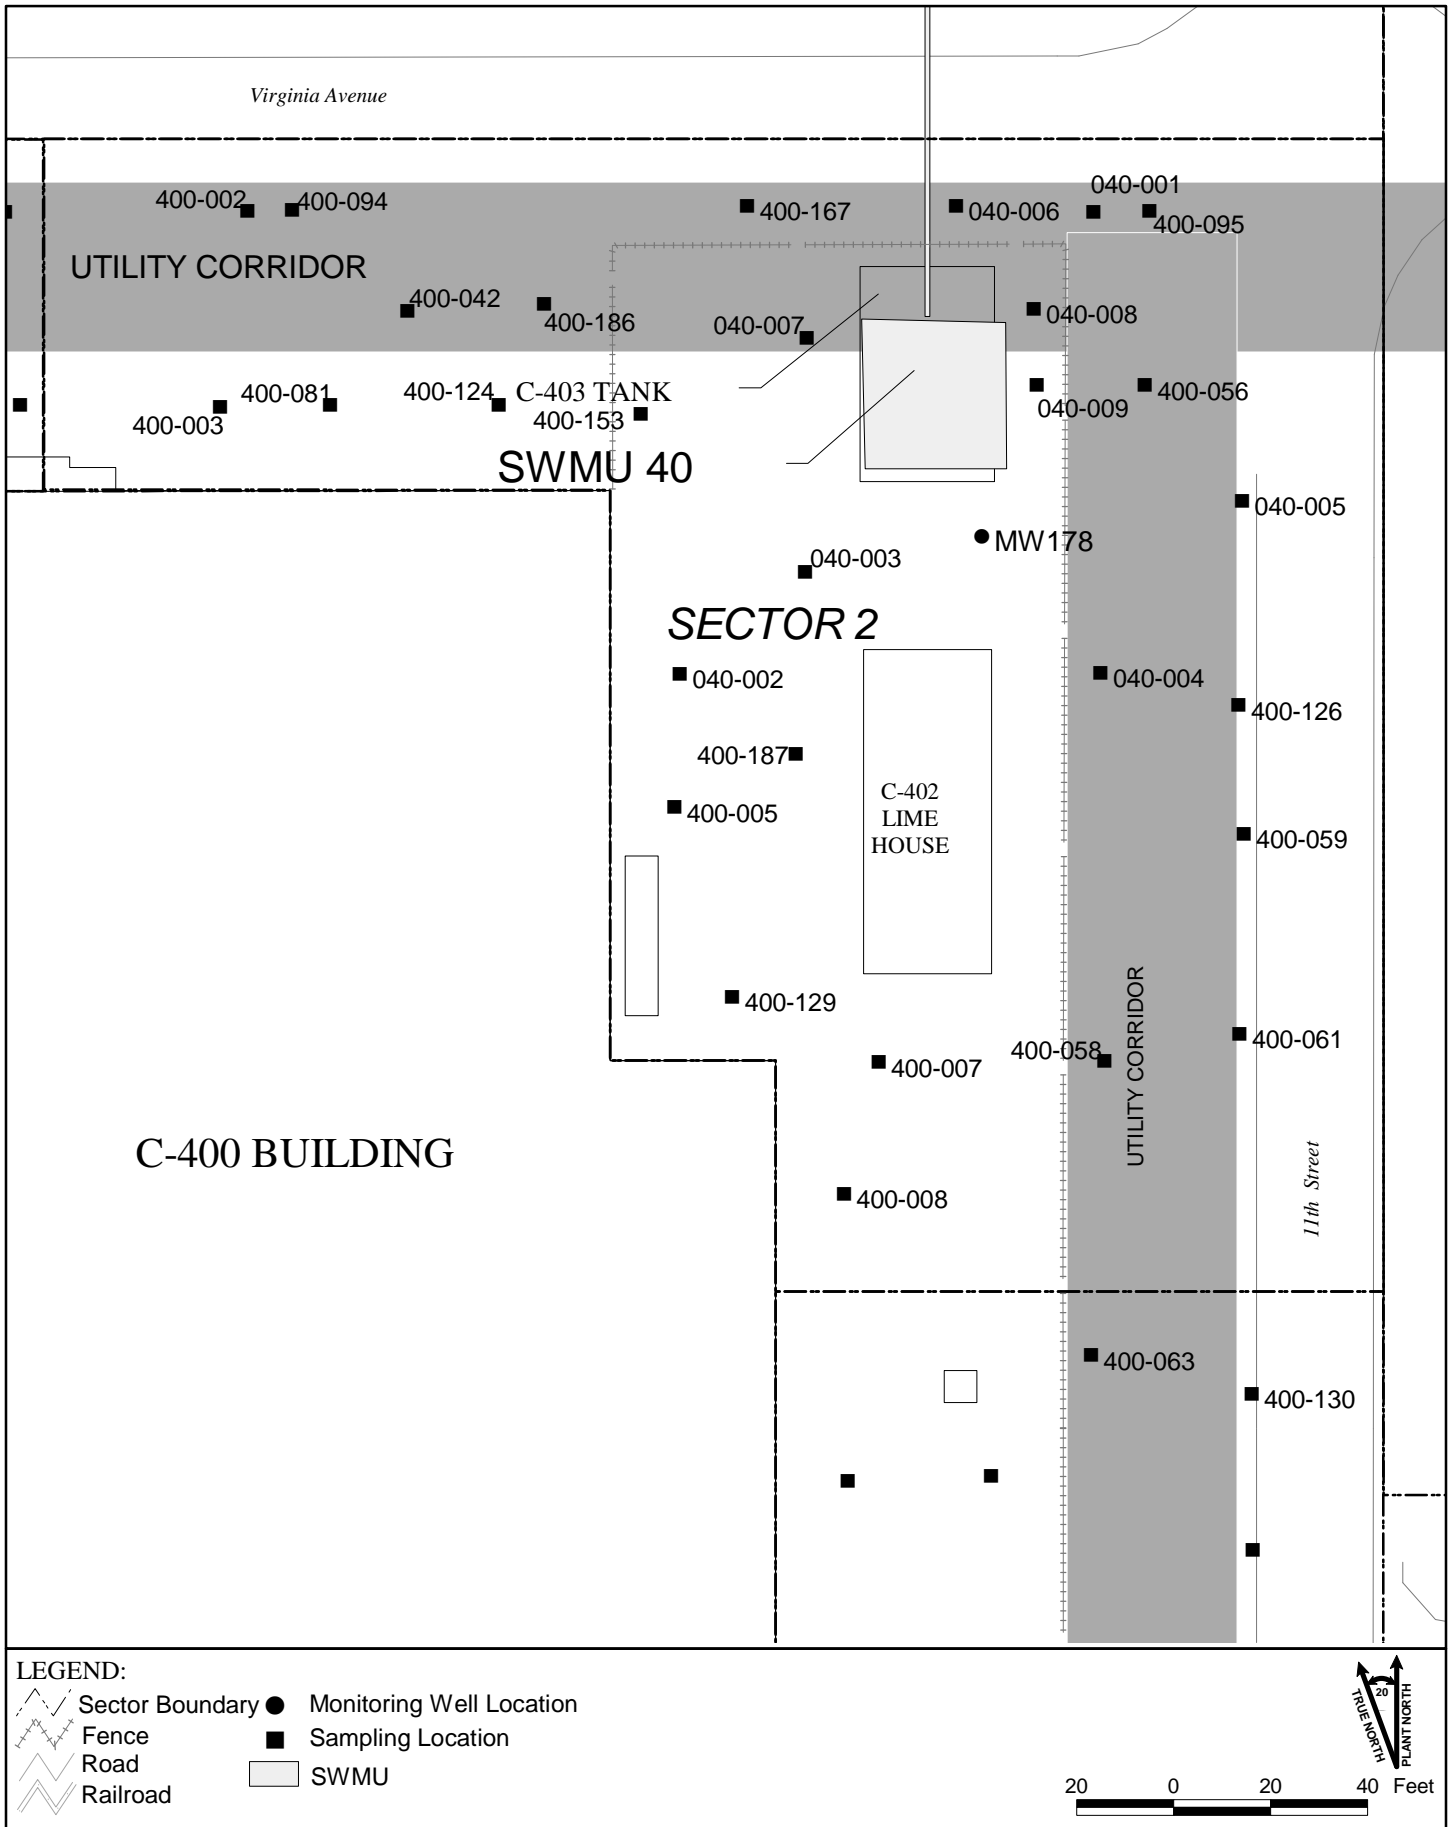 Virginia Avenue
040-001
400-002
400-094
400-167
040-006
400-095
UTILITY CORRIDOR
400-042
400-186
040-007
040-008
400-081
400-124
C-403 TANK
400-056
400-003
400-153
040-009
SWMU 40
040-005
MW178
040-003
SECTOR 2
040-002
040-004
400-126
400-187
C-402
LIME
HOUSE
400-005
400-059
400-129
400-061
400-058
400-007
UTILITY CORRIDOR
C-400 BUILDING
11th Street
400-008
400-063
400-130
LEGEND:
Sector Boundary
Monitoring Well Location
Fence
Sampling Location
Road
SWMU
Railroad
20
TRUE NORTH
PLANT NORTH
20 0 20 40 Feet